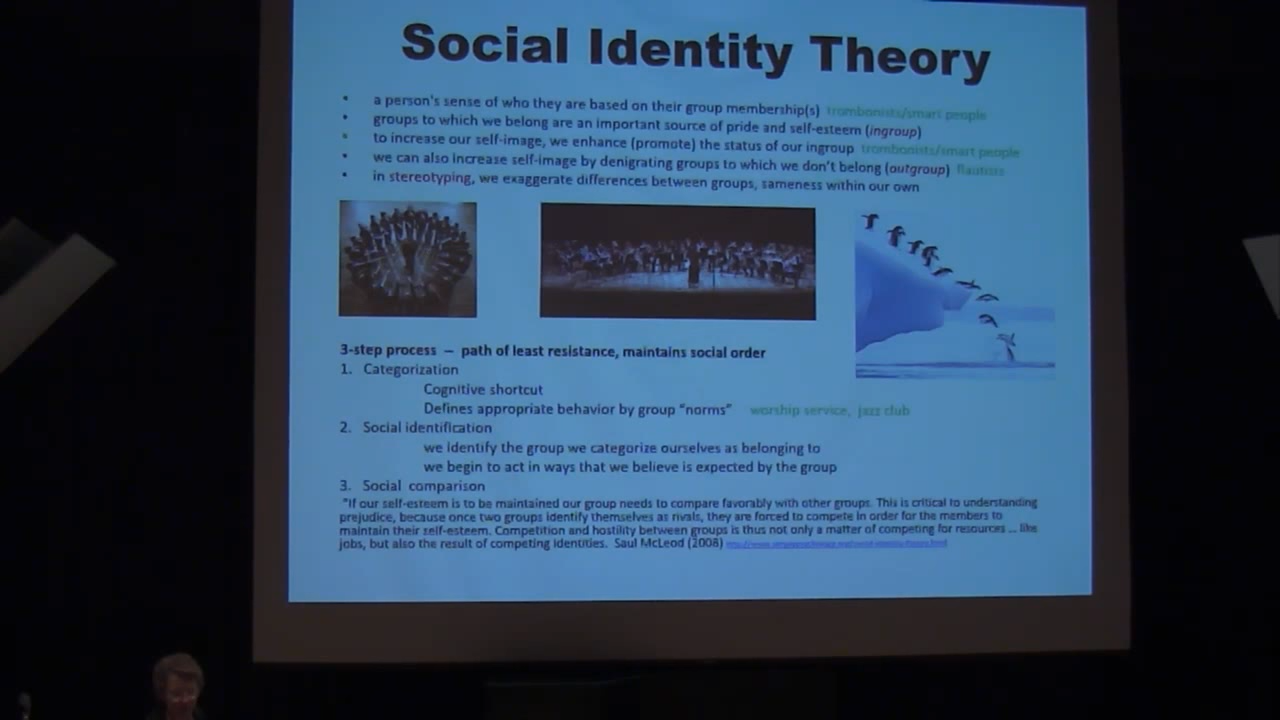 Social Identity Theory
• a person's sense of who they are based on their group membership(s) trombonists/smart people
• groups to which we belong are an important source of pride and self-esteem (ingroup)
• to increase our self-image, we enhance (promote) the status of our ingroup trombonists/smart people
• we can also increase self-image by denigrating groups to which we don't belong (outgroup) flautists
• in stereotyping, we exaggerate differences between groups, sameness within our own
3-step process – path of least resistance, maintains social order
1. Categorization
Cognitive shortcut
Defines appropriate behavior by group "norms" worship service, jazz club
2. Social identification
we identify the group we categorize ourselves as belonging to
we begin to act in ways that we believe is expected by the group
3. Social comparison
"If our self-esteem is to be maintained our group needs to compare favorably with other groups. This is critical to understanding
prejudice, because once two groups identify themselves as rivals, they are forced to compete in order for the members to
maintain their self-esteem. Competition and hostility between groups is thus not only a matter of competing for resources ... like
jobs, but also the result of competing identities. Saul McLeod (2008)